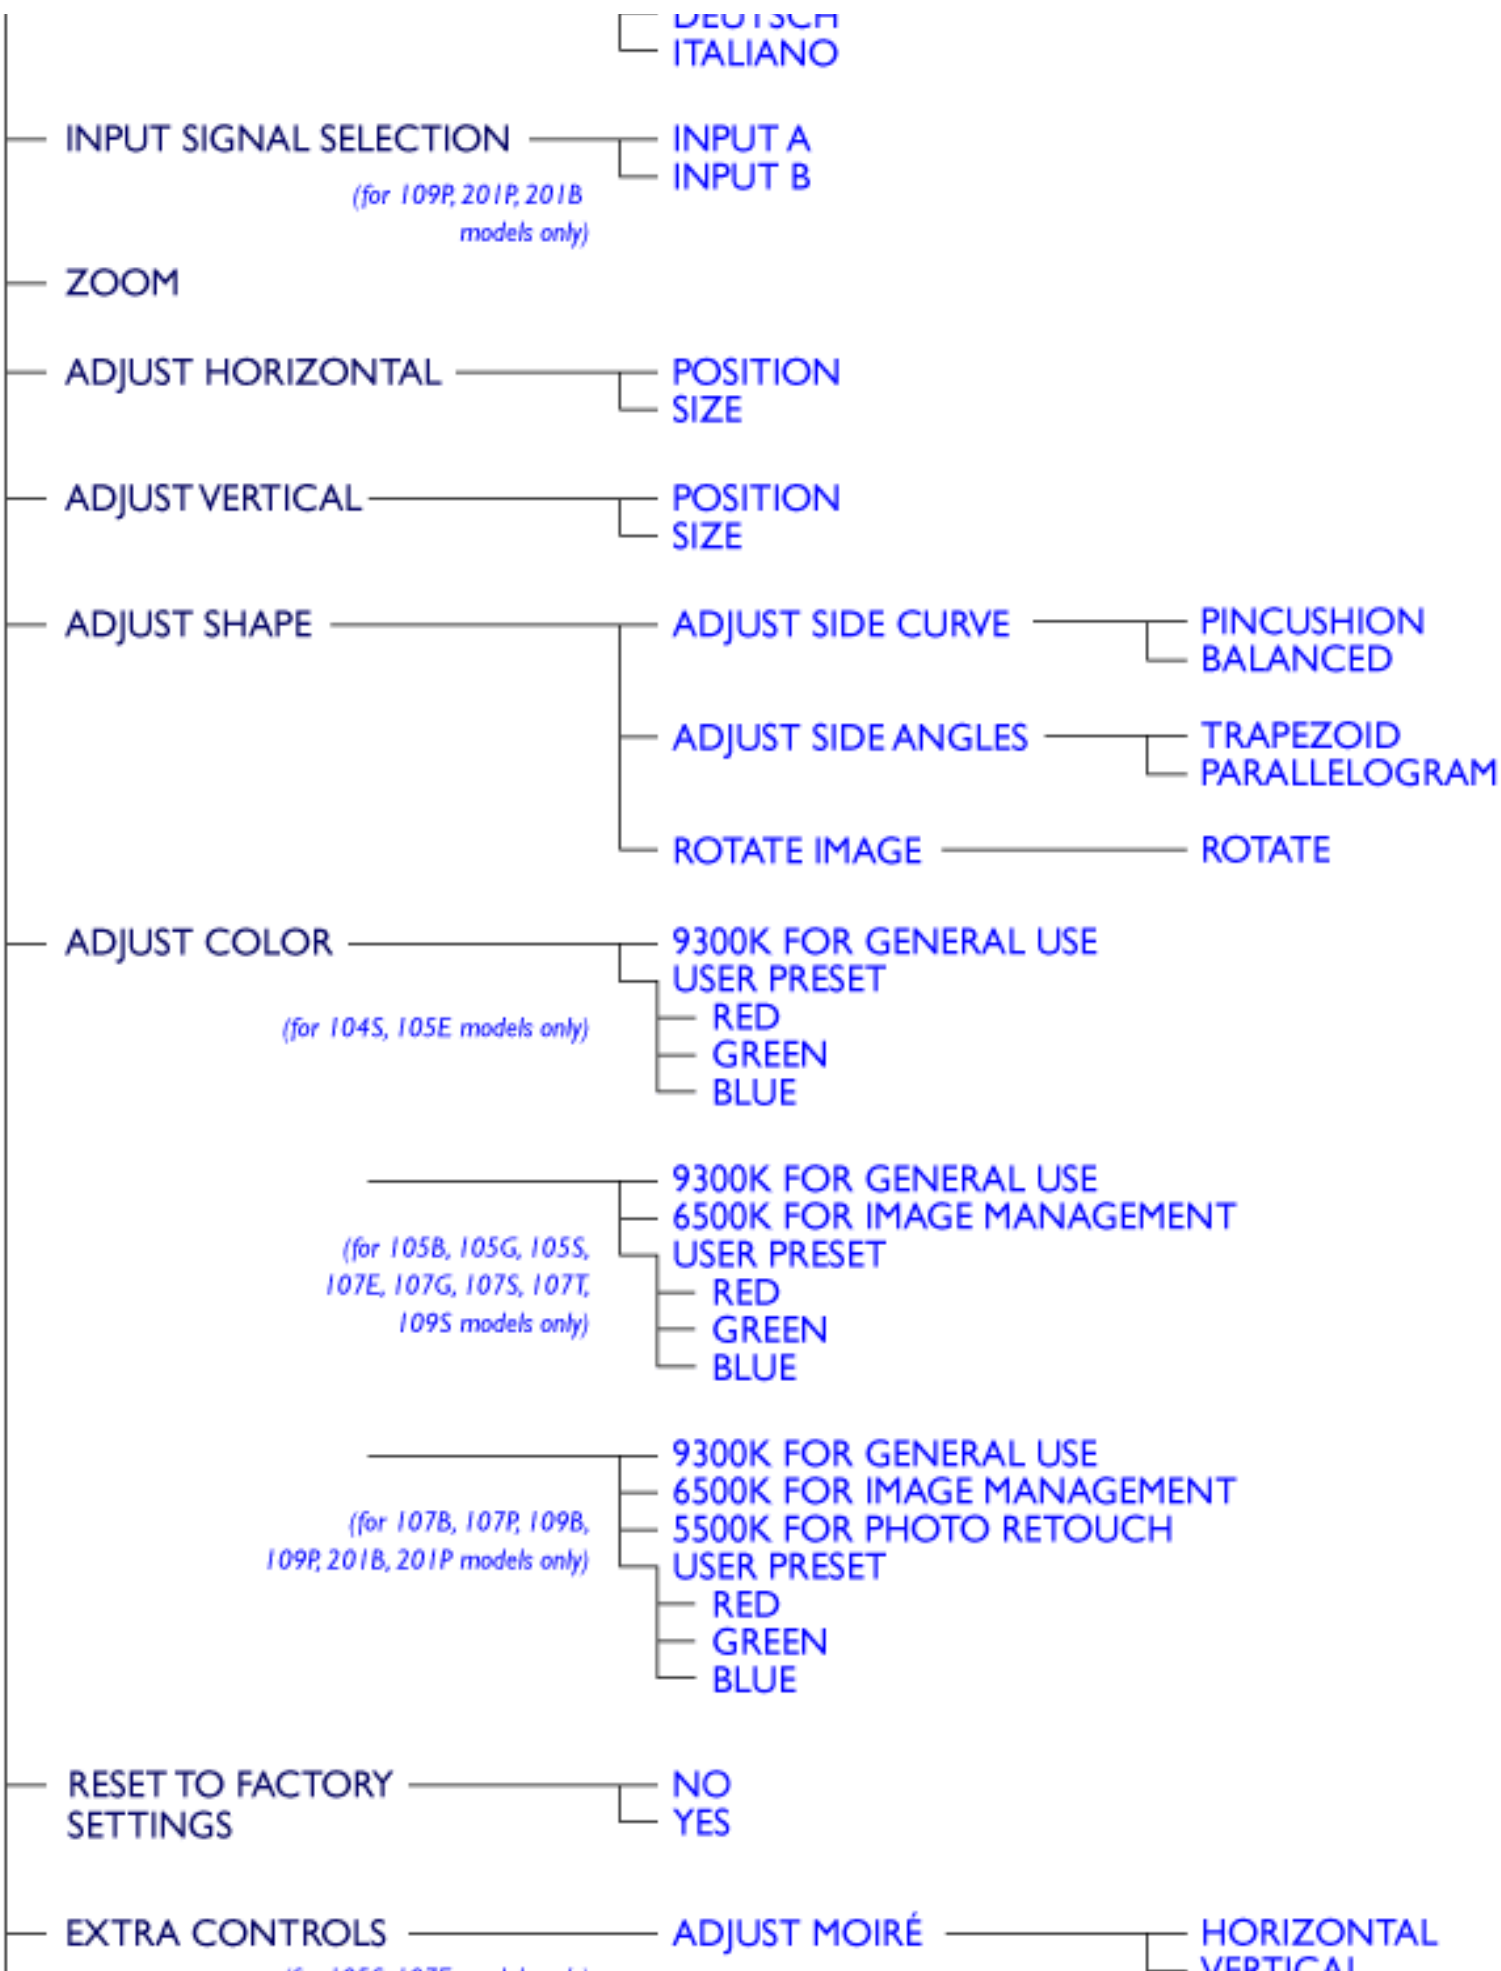 DEUTSCH
ITALIANO
INPUT SIGNAL SELECTION
INPUT A
INPUT B
(for 109P, 201P, 201B
models only)
ZOOM
ADJUST HORIZONTAL
POSITION
SIZE
ADJUST VERTICAL
POSITION
SIZE
ADJUST SHAPE
ADJUST SIDE CURVE
PINCUSHION
BALANCED
ADJUST SIDE ANGLES
TRAPEZOID
PARALLELOGRAM
ROTATE IMAGE
ROTATE
ADJUST COLOR
9300K FOR GENERAL USE
USER PRESET
RED
(for 104S, 105E models only)
GREEN
BLUE
9300K FOR GENERAL USE
6500K FOR IMAGE MANAGEMENT
(for 105B, 105G, 105S,
107E, 107G, 107S, 107T,
109S models only)
USER PRESET
RED
GREEN
BLUE
9300K FOR GENERAL USE
6500K FOR IMAGE MANAGEMENT
5500K FOR PHOTO RETOUCH
(for 107B, 107P, 109B,
109P, 201B, 201P models only)
USER PRESET
RED
GREEN
BLUE
RESET TO FACTORY
SETTINGS
NO
YES
EXTRA CONTROLS
ADJUST MOIRÉ
HORIZONTAL
VERTICAL